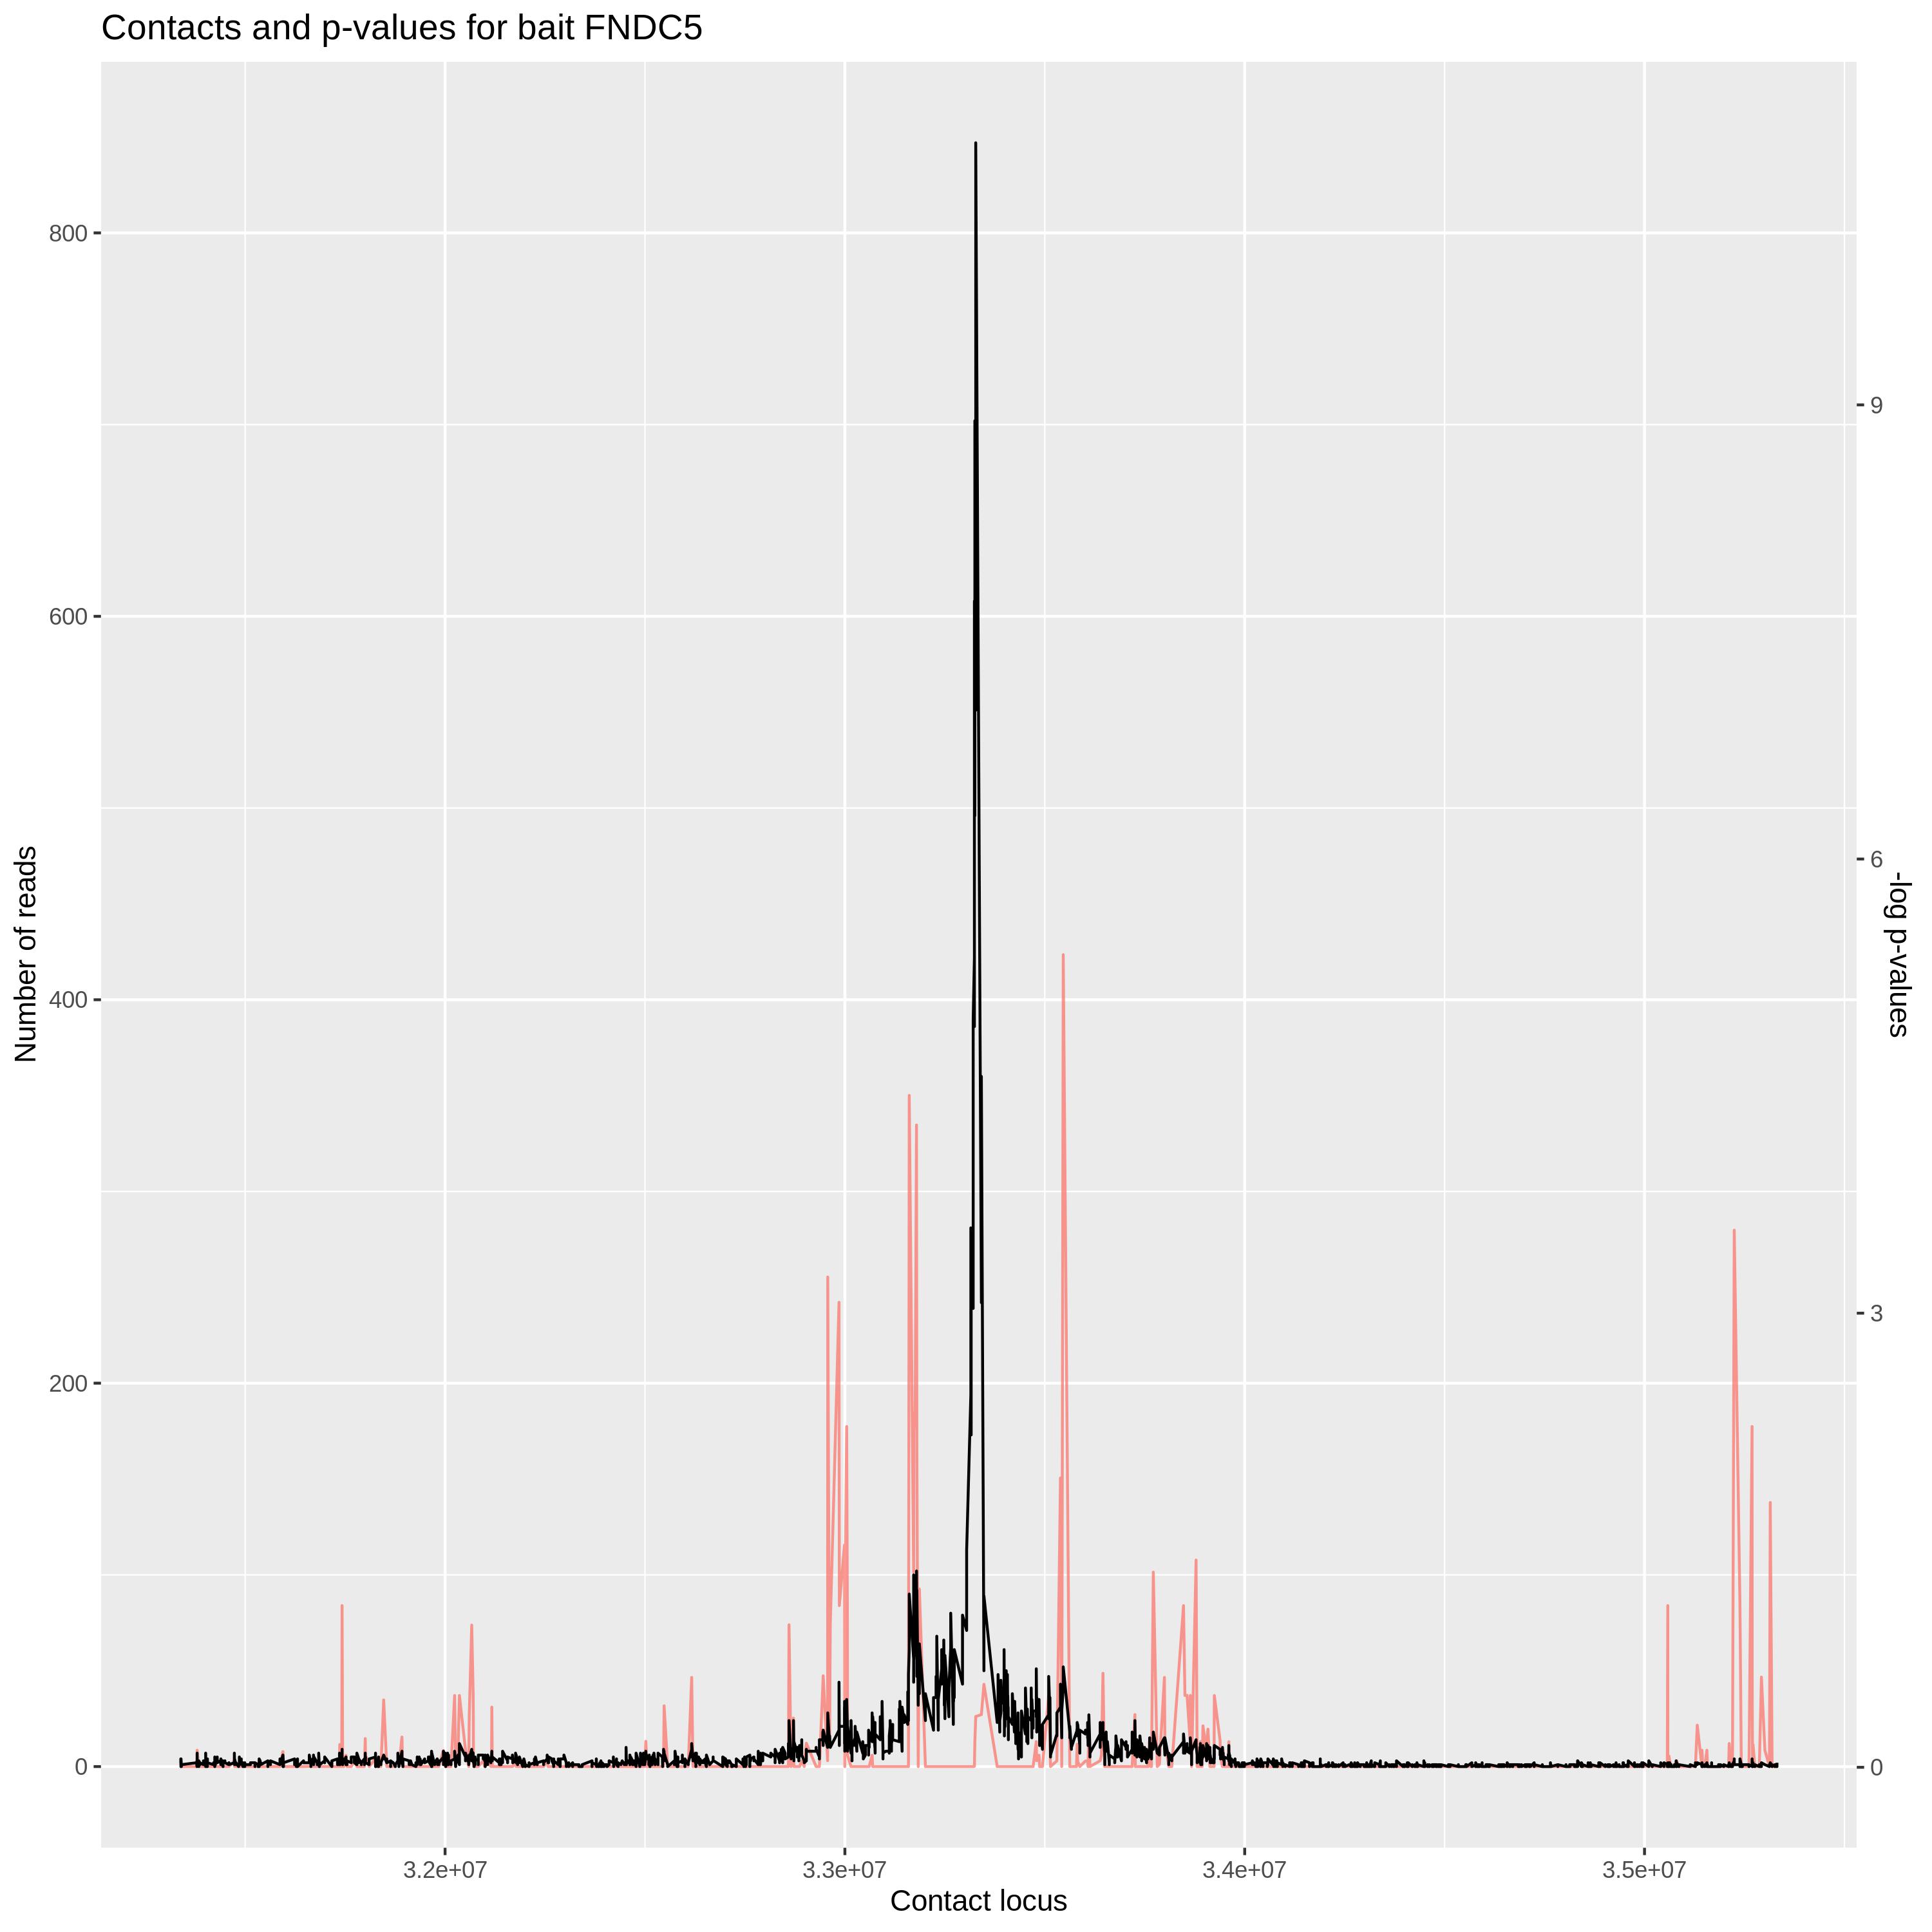 Contacts and p-values for bait FNDC5
800
600
400
200
0
Number of reads
9
6
3
0
-log p-values
3.2e+07
3.3e+07
3.4e+07
3.5e+07
Contact locus